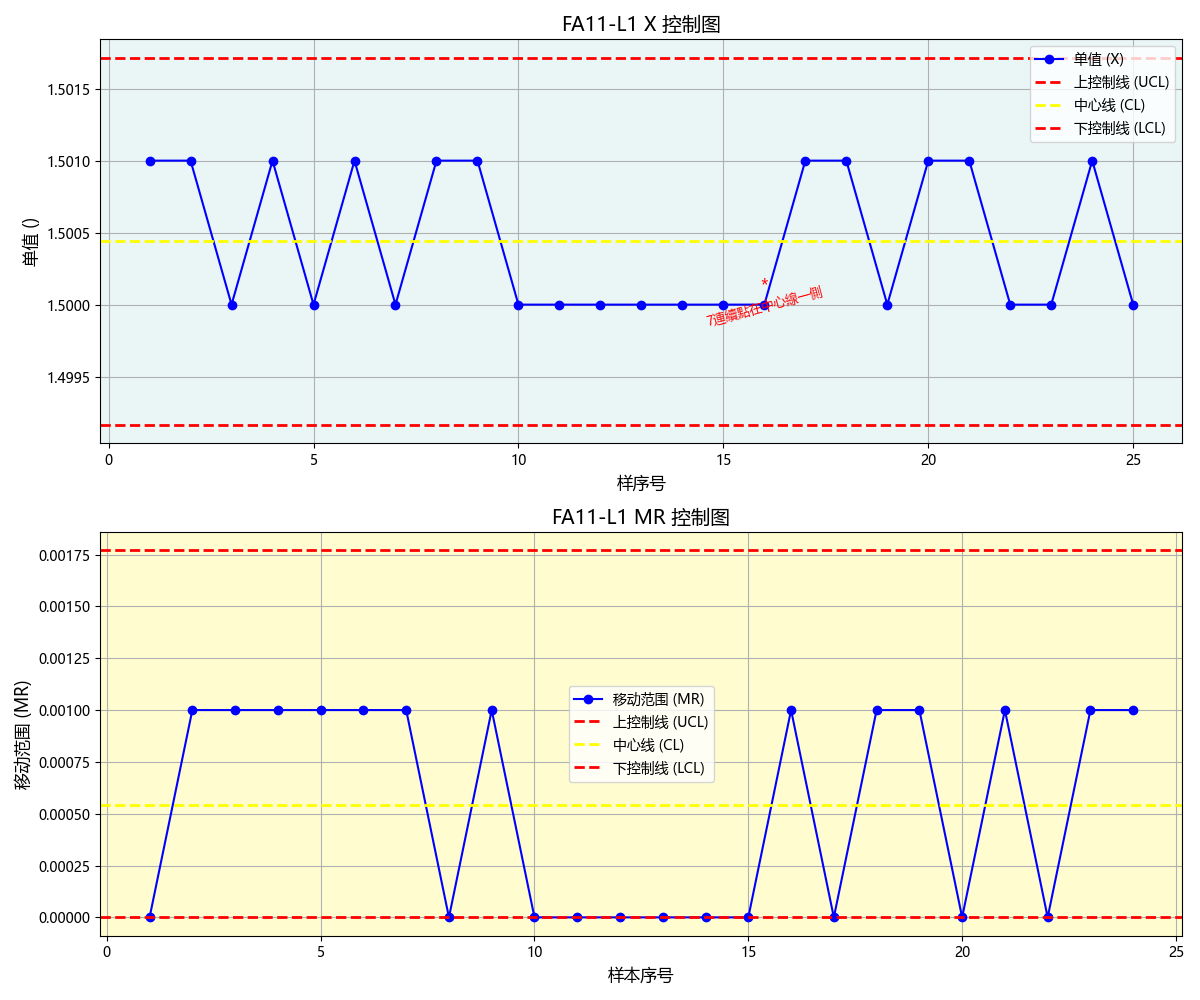 FA11-L1 X 控制图
单值 ()
1.5015
1.5010
1.5005
1.5000
1.4995
单值 (X)
上控制线 (UCL)
中心线 (CL)
下控制线 (LCL)
*
7連續點在中心線一側
0 5 10 15 20 25
样序号
FA11-L1 MR 控制图
移动范围 (MR)
0.00175
0.00150
0.00125
0.00100
0.00075
0.00050
0.00025
0.00000
移动范围 (MR)
上控制线 (UCL)
中心线 (CL)
下控制线 (LCL)
0 5 10 15 20 25
样本序号